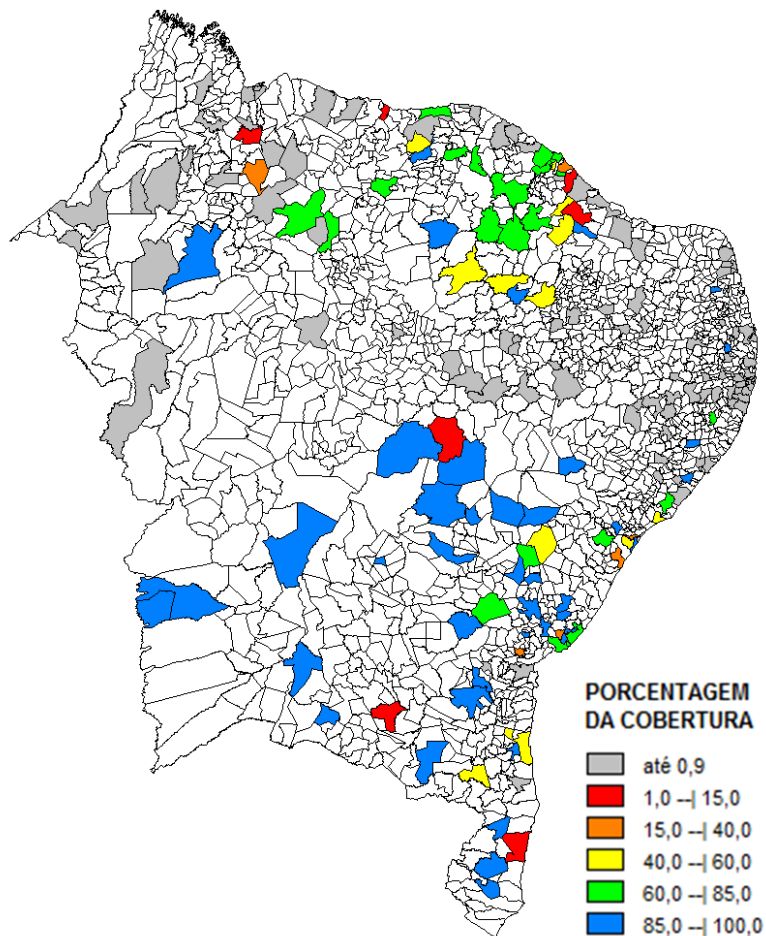 PORCENTAGEM
DA COBERTURA
até 0,9
1,0 --| 15,0
15,0 --| 40,0
40,0 --| 60,0
60,0 --| 85,0
85,0 --| 100,0